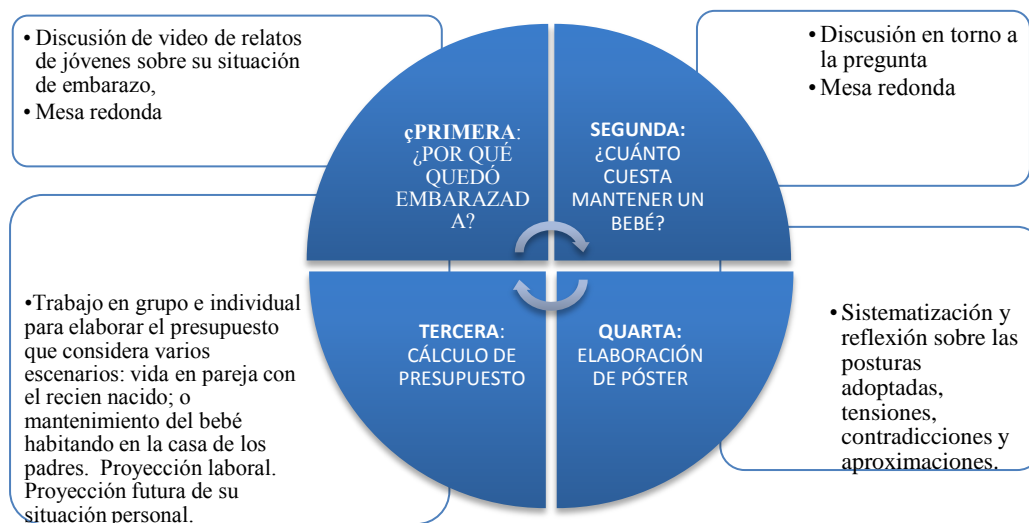 • Discusión de video de relatos
de jóvenes sobre su situación
de embarazo,
• Mesa redonda
çPRIMERA:
¿POR QUÉ
QUEDÓ
EMBARAZAD
A?
SEGUNDA:
¿CUÁNTO
CUESTA
MANTENER UN
BEBÉ?
• Discusión en torno a
la pregunta
• Mesa redonda
•Trabajo en grupo e individual
para elaborar el presupuesto
que considera varios
escenarios: vida en pareja con
el recien nacido; o
mantenimiento del bebé
habitando en la casa de los
padres. Proyección laboral.
Proyección futura de su
situación personal.
TERCERA:
CÁLCULO DE
PRESUPUESTO
QUARTA:
ELABORACIÓN
DE PÓSTER
• Sistematización y
reflexión sobre las
posturas
adoptadas,
tensiones,
contradicciones y
aproximaciones.